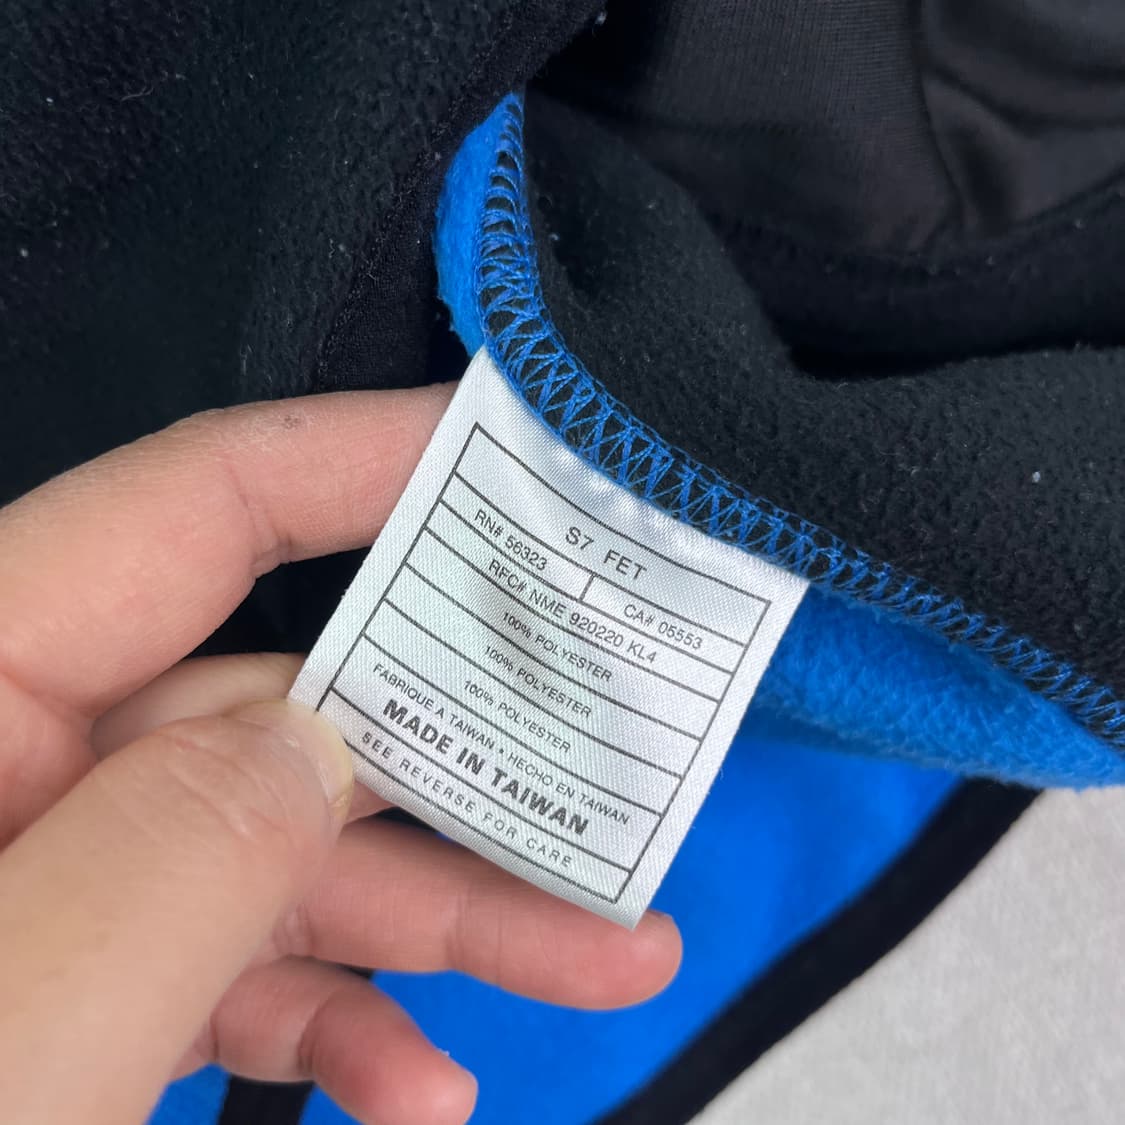 S7 FET
RN# 56323 CA# 05553
RFC# NME 920220 KL4
100% POLYESTER
100% POLYESTER
100% POLYESTER
FABRIQUE A TAIWAN • HECHO EN TAIWAN
MADE IN TAIWAN
SEE REVERSE FOR CARE